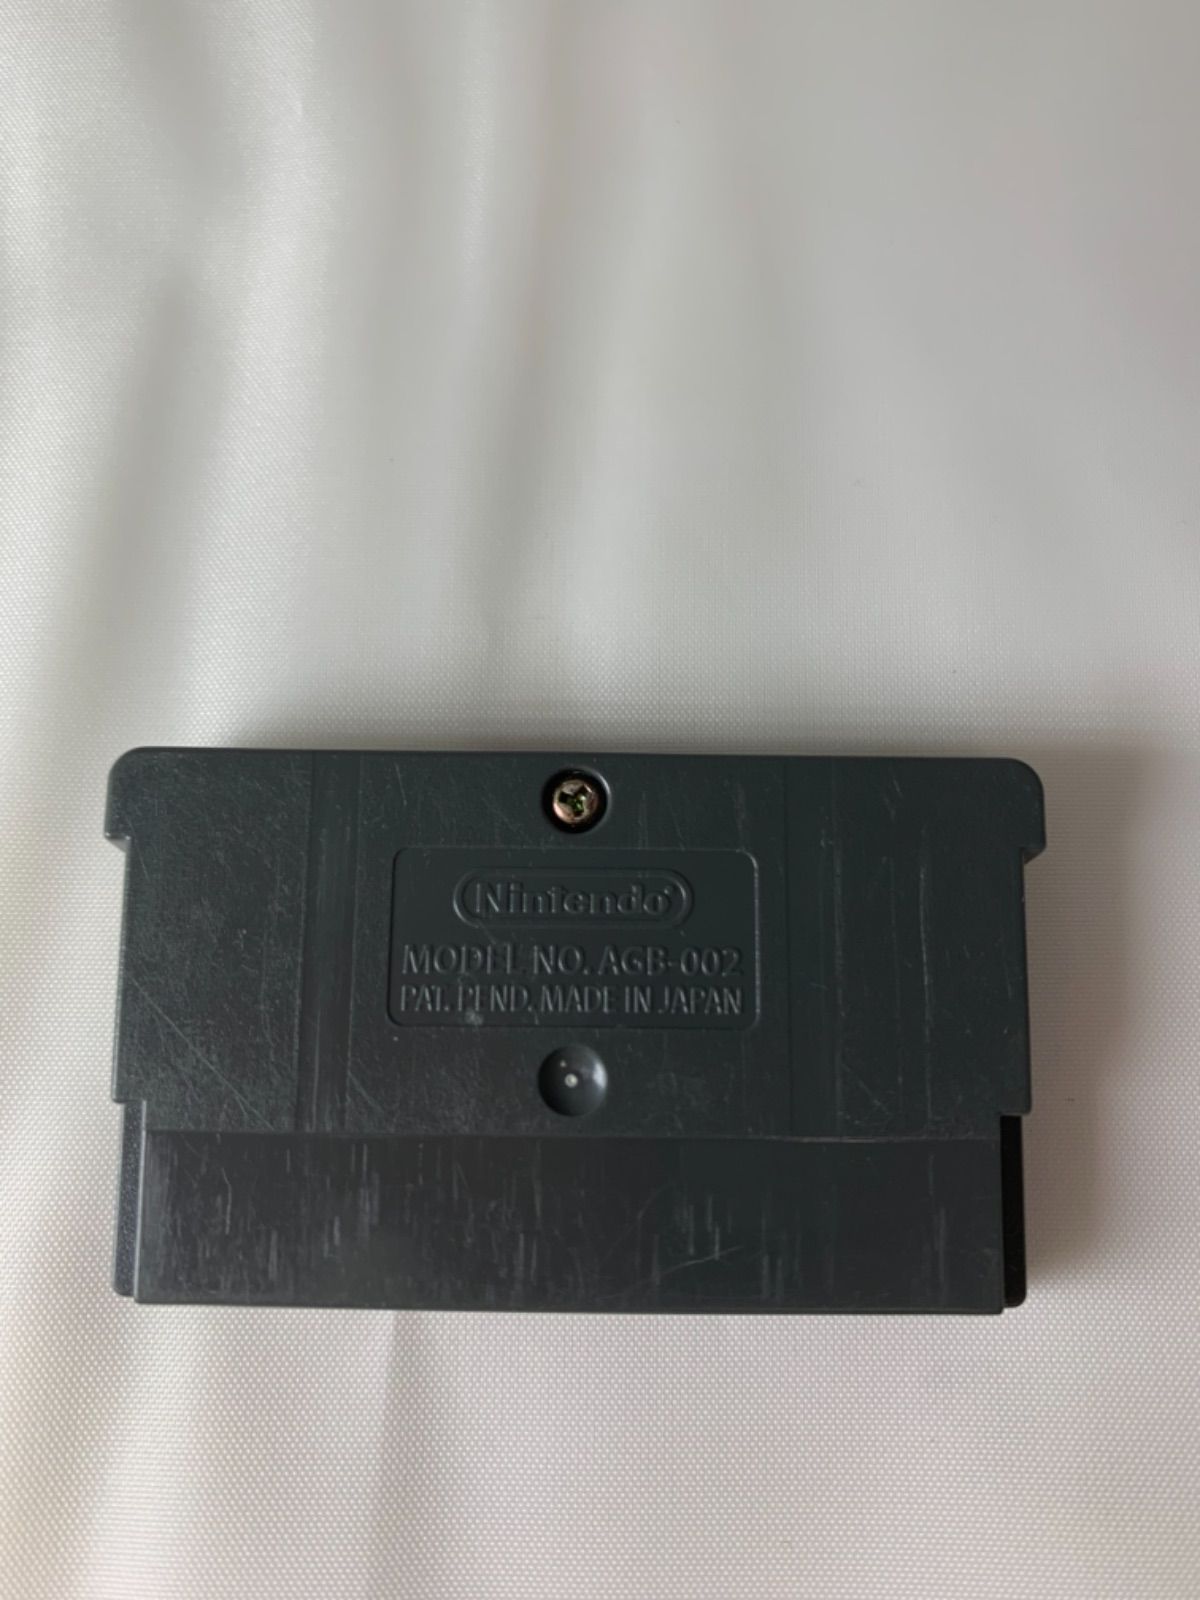 Nintendo®
MODEL NO. AGB-002
PAT. PEND. MADE IN JAPAN